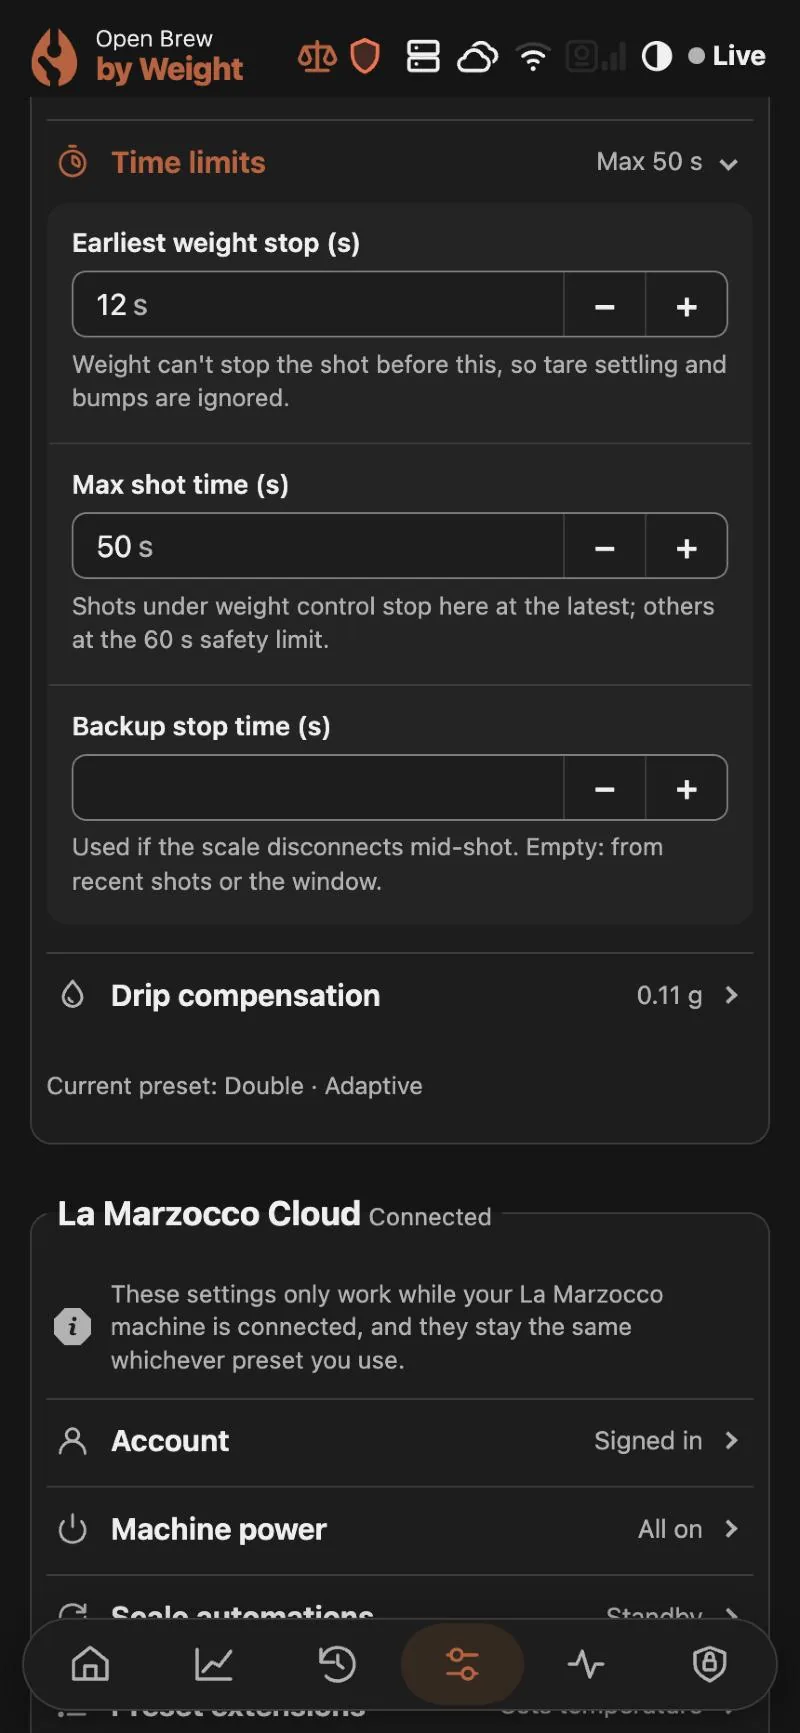 Open Brew
by Weight
Live
Time limits
Max 50 s
Earliest weight stop (s)
12 s
Weight can't stop the shot before this, so tare settling and
bumps are ignored.
Max shot time (s)
50 s
Shots under weight control stop here at the latest; others
at the 60 s safety limit.
Backup stop time (s)
Used if the scale disconnects mid-shot. Empty: from
recent shots or the window.
Drip compensation
0.11 g
Current preset: Double · Adaptive
La Marzocco Cloud Connected
These settings only work while your La Marzocco
machine is connected, and they stay the same
whichever preset you use.
Account
Signed in
Machine power
All on
Scale automations
Standby
Preset extensions